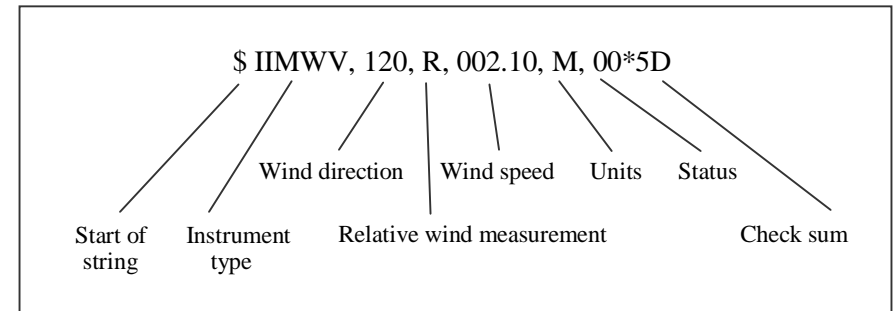 $ IIMWV, 120, R, 002.10, M, 00*5D
Wind direction Wind speed Units Status
Start of string Instrument type Relative wind measurement Check sum